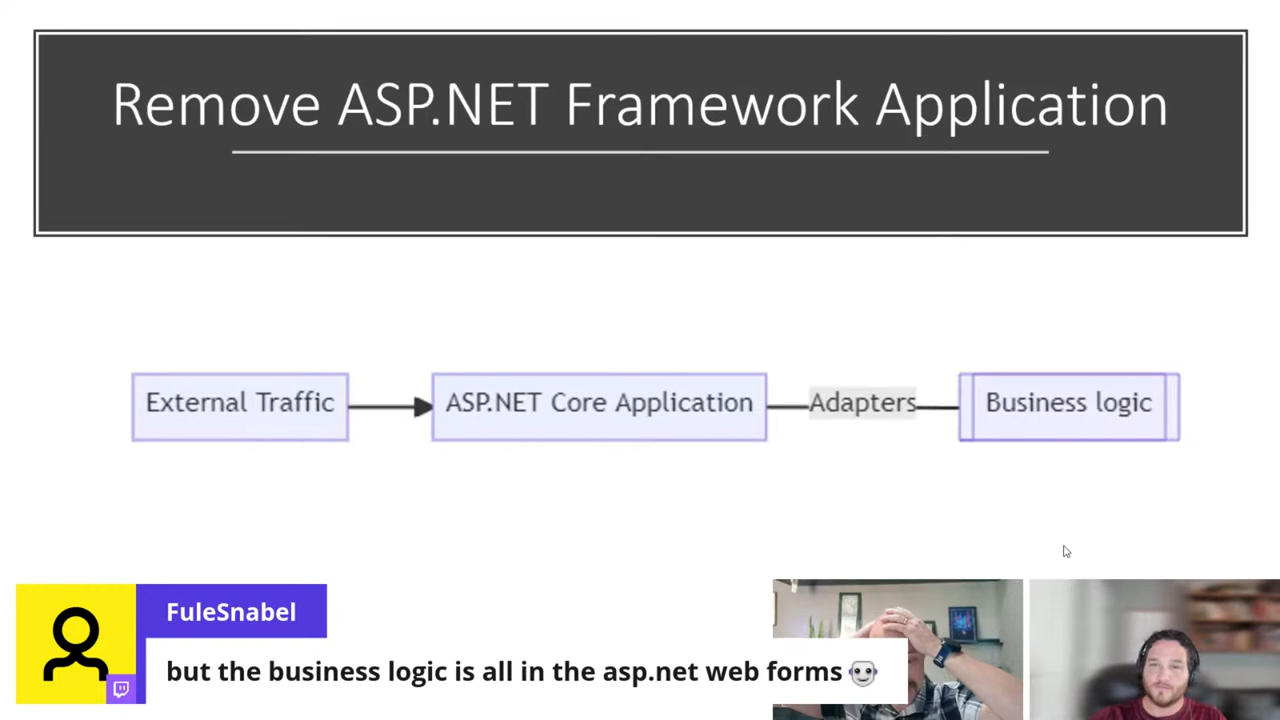 Remove ASP.NET Framework Application
External Traffic
ASP.NET Core Application
Adapters
Business logic
FuleSnabel
but the business logic is all in the asp.net web forms